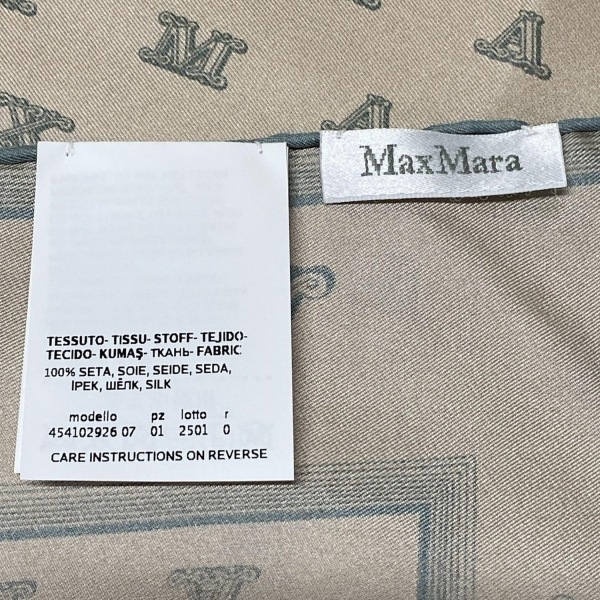 M
A
A
X
MaxMara
TESSUTO- TISSU- STOFF- TEJIDO-
TECIDO- KUMAŞ- ТКАНЬ- FABRIC:
100% SETA, SOIE, SEIDE, SEDA,
İPEK, ШЁЛК, SILK
modello pz lotto r
454102926 07 01 2501 0
CARE INSTRUCTIONS ON REVERSE